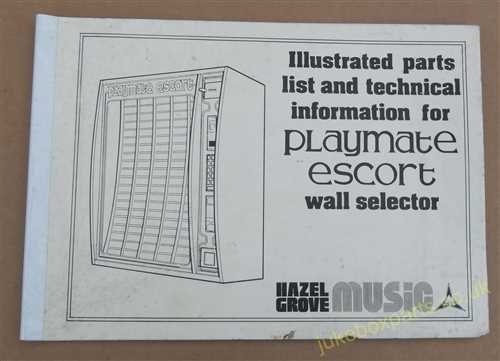 Illustrated parts
list and technical
information for
playmate
escort
wall selector
playmate escort
HAZEL
GROVE MUSIC
jukeboxparts.co.uk